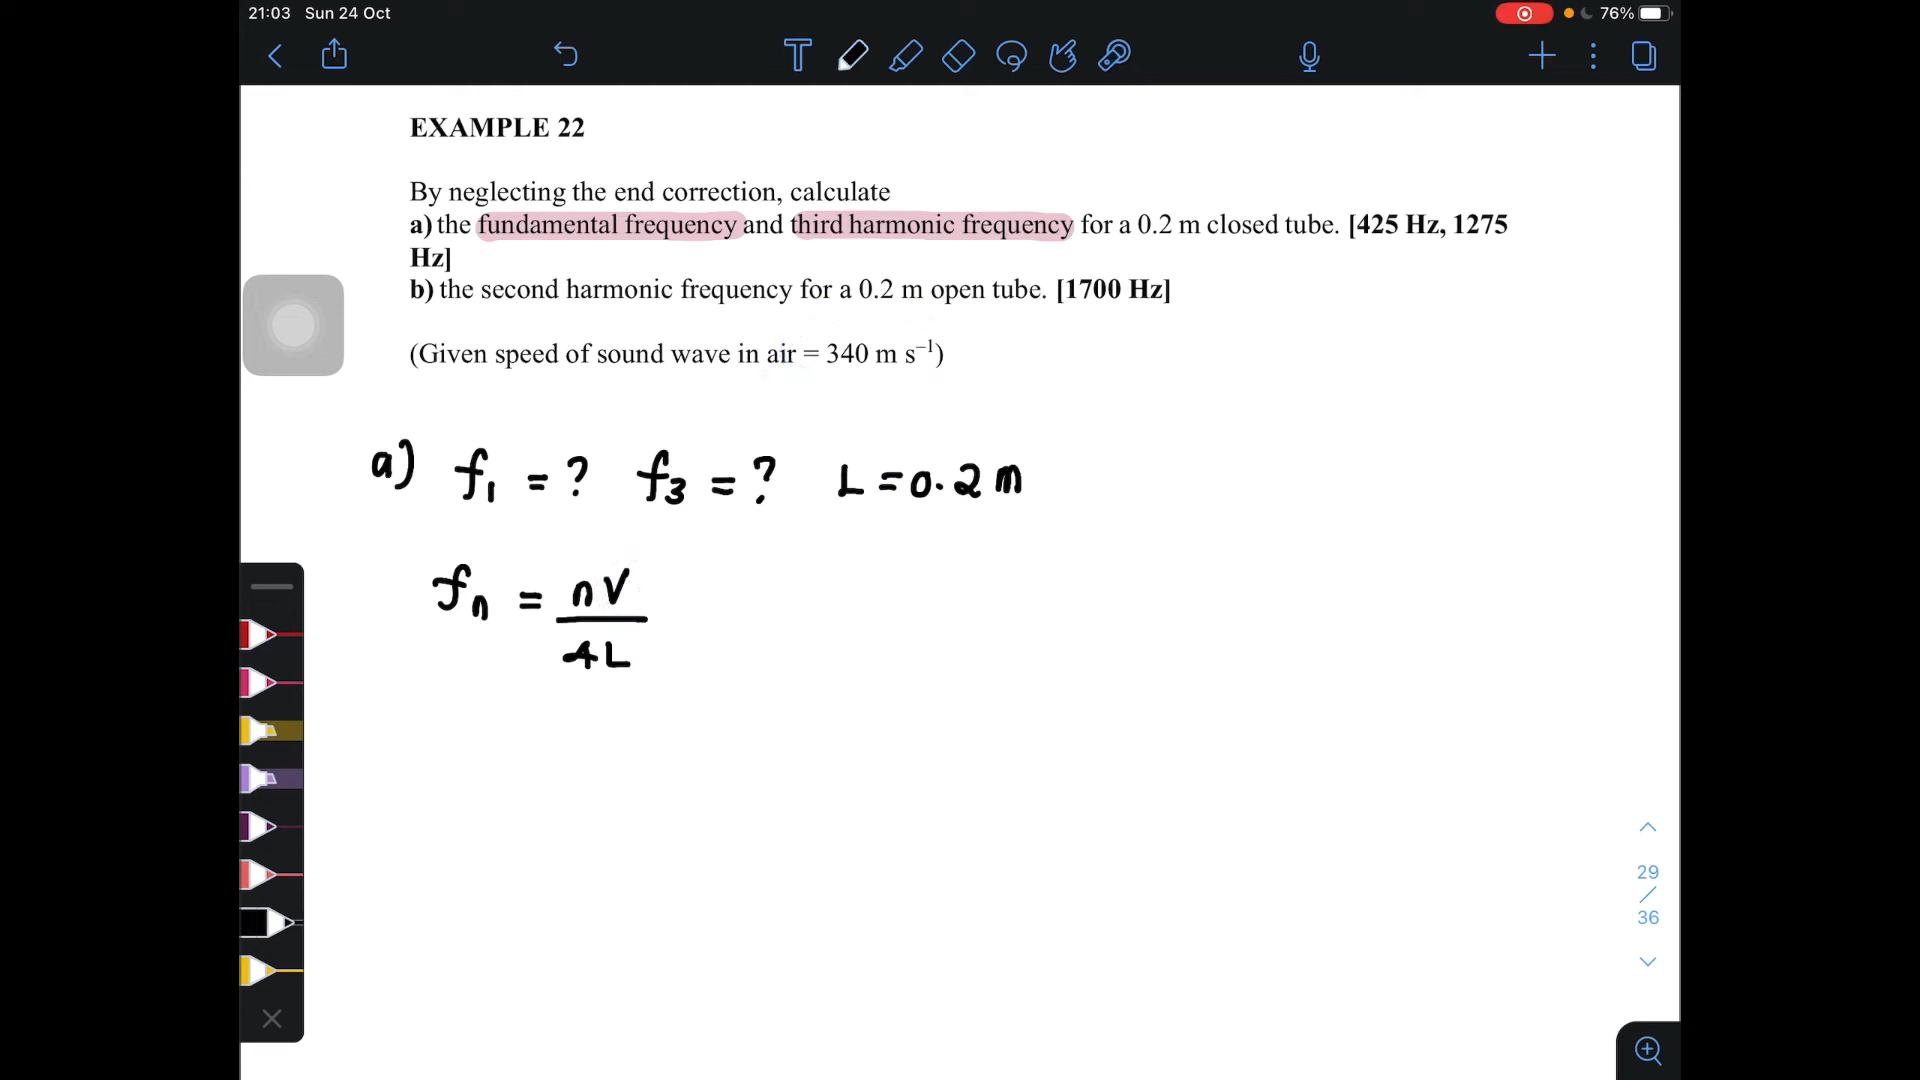 21:03 Sun 24 Oct
76%
EXAMPLE 22
By neglecting the end correction, calculate
a) the fundamental frequency and third harmonic frequency for a 0.2 m closed tube. [425 Hz, 1275
Hz]
b) the second harmonic frequency for a 0.2 m open tube. [1700 Hz]
(Given speed of sound wave in air = 340 m s⁻¹)
a) f₁ = ? f₃ = ? L = 0.2 m
fₙ = nV
4L
29
/
36